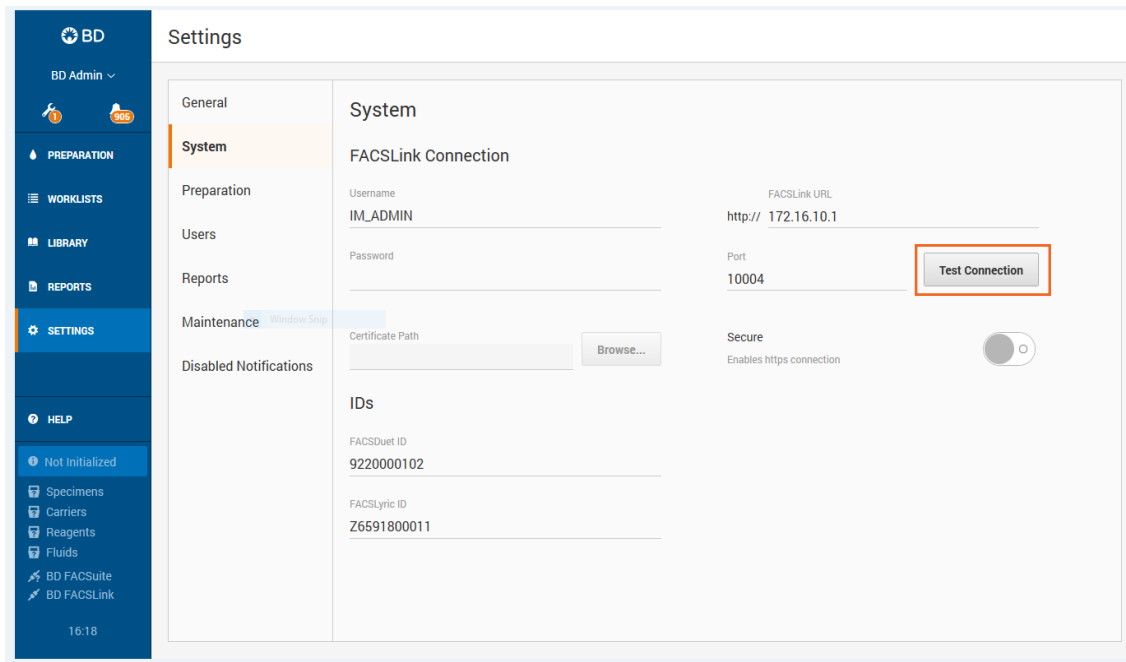 BD
BD Admin
1
905
PREPARATION
WORKLISTS
LIBRARY
REPORTS
SETTINGS
HELP
Not Initialized
Specimens
Carriers
Reagents
Fluids
BD FACSuite
BD FACSLink
16:18
Settings
General
System
Preparation
Users
Reports
Maintenance
Window Snip
Disabled Notifications
System
FACSLink Connection
Username
IM_ADMIN
FACSLink URL
http:// 172.16.10.1
Password
Port
10004
Test Connection
Certificate Path
Browse...
Secure
Enables https connection
IDs
FACSDuet ID
9220000102
FACSLyric ID
Z6591800011